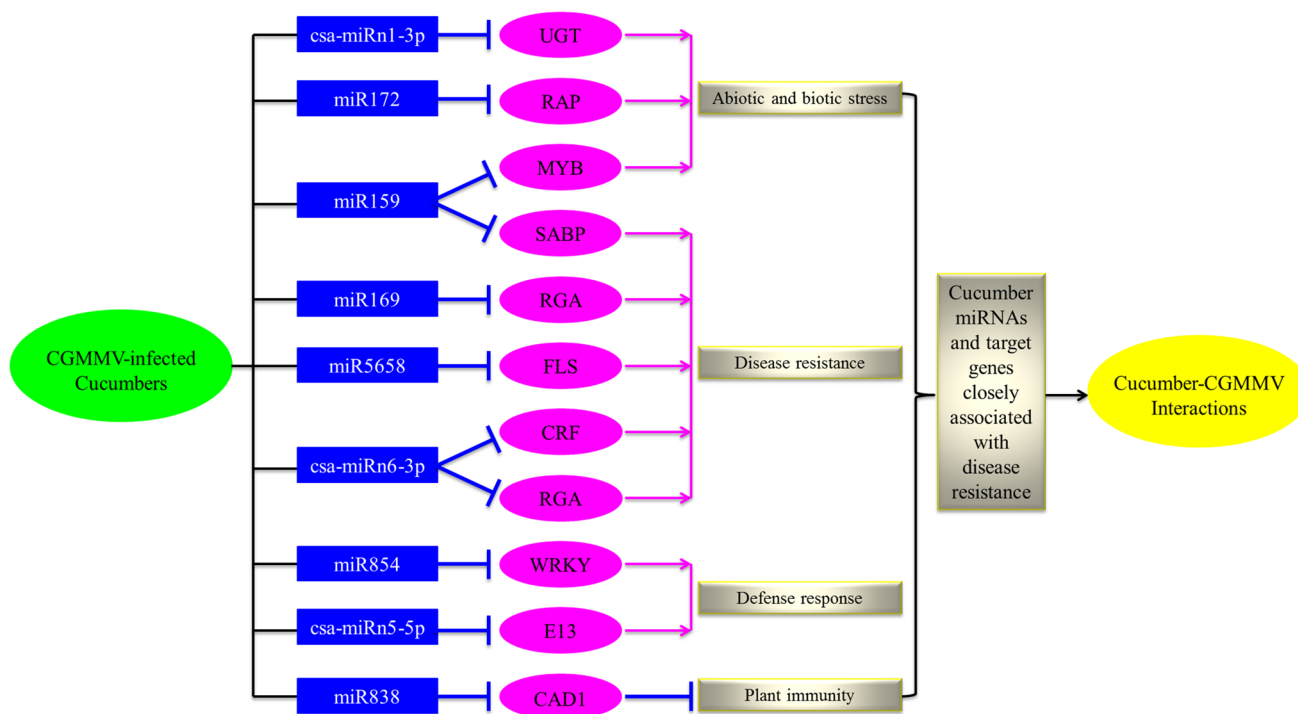 CGMMV-infected
Cucumbers
csa-miRn1-3p
miR172
miR159
miR169
miR5658
csa-miRn6-3p
miR854
csa-miRn5-5p
miR838
UGT
RAP
MYB
SABP
RGA
FLS
CRF
RGA
WRKY
E13
CAD1
Abiotic and biotic stress
Disease resistance
Defense response
Plant immunity
Cucumber
miRNAs
and target
genes
closely
associated
with
disease
resistance
Cucumber-CGMMV
Interactions